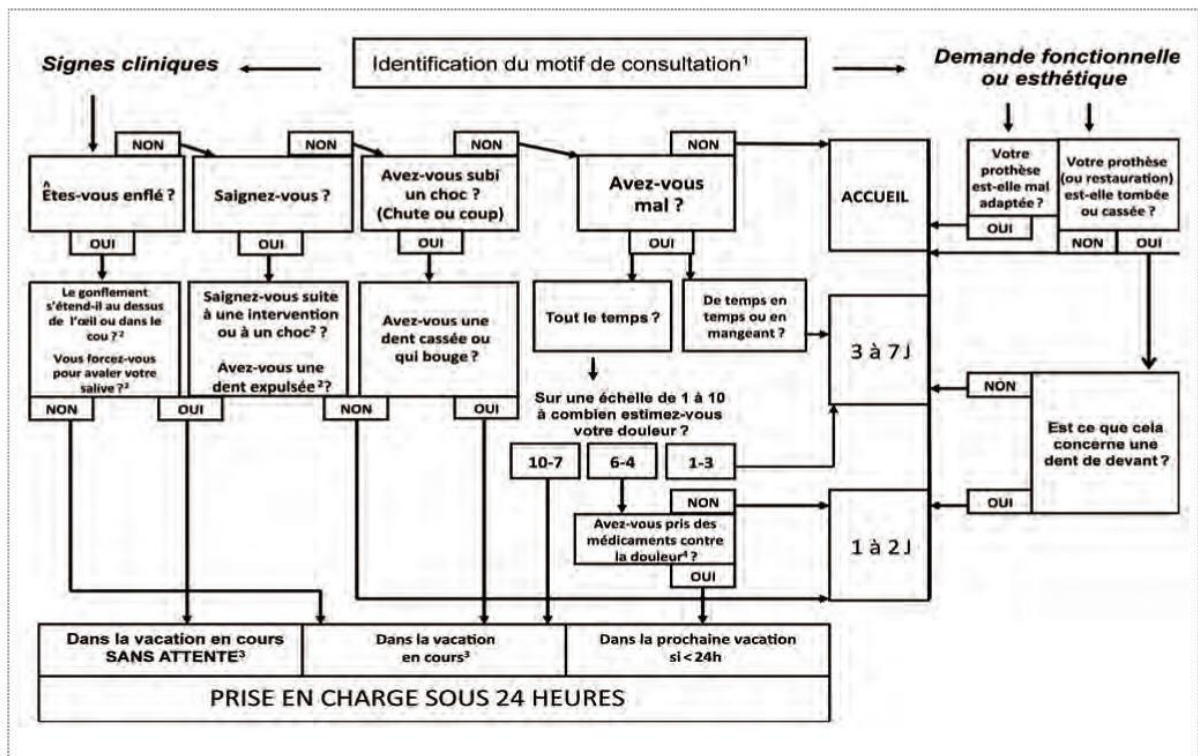 Signes cliniques
Identification du motif de consultation¹
Demande fonctionnelle
ou esthétique
NON
NON
NON
NON
Êtes-vous enflé ?
Saignez-vous ?
Avez-vous subi
un choc ?
(Chute ou coup)
Avez-vous
mal ?
ACCUEIL
Votre
prothèse
est-elle mal
adaptée ?
Votre prothèse
(ou restauration)
est-elle tombée
ou cassée ?
OUI
OUI
OUI
OUI
OUI
NON
OUI
Le gonflement
s'étend-il au dessus
de l'œil ou dans le
cou ?²
Vous forcez-vous
pour avaler votre
salive ?²
Saignez-vous suite
à une intervention
ou à un choc² ?
Avez-vous une
dent expulsée²?
Avez-vous une
dent cassée ou
qui bouge ?
Tout le temps ?
De temps en
temps ou en
mangeant ?
3 à 7J
NON
OUI
NON
OUI
Sur une échelle de 1 à 10
à combien estimez-vous
votre douleur ?
10-7
6-4
1-3
NON
Est ce que cela
concerne une
dent de devant ?
OUI
NON
Avez-vous pris des
médicaments contre
la douleur⁴ ?
OUI
1 à 2J
Dans la vacation en cours
SANS ATTENTE³
Dans la vacation
en cours³
Dans la prochaine vacation
si < 24h
PRISE EN CHARGE SOUS 24 HEURES